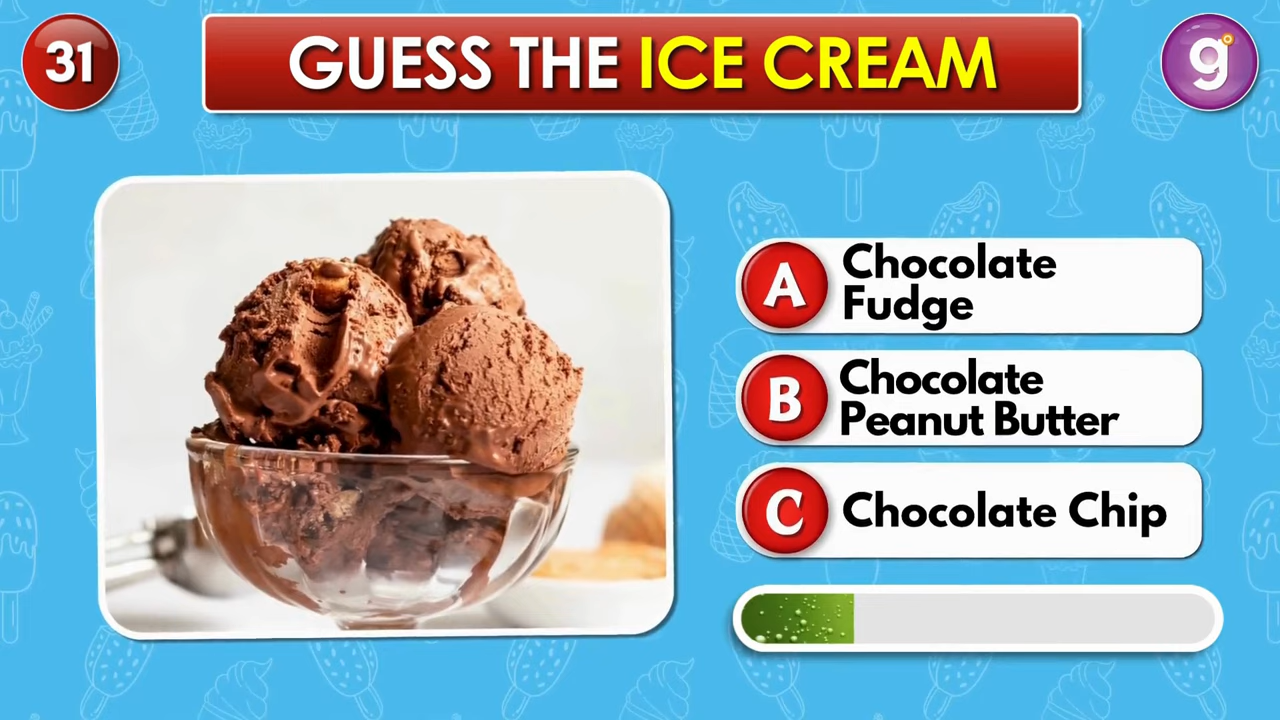 31
GUESS THE ICE CREAM
g
A
Chocolate
Fudge
B
Chocolate
Peanut Butter
C
Chocolate Chip